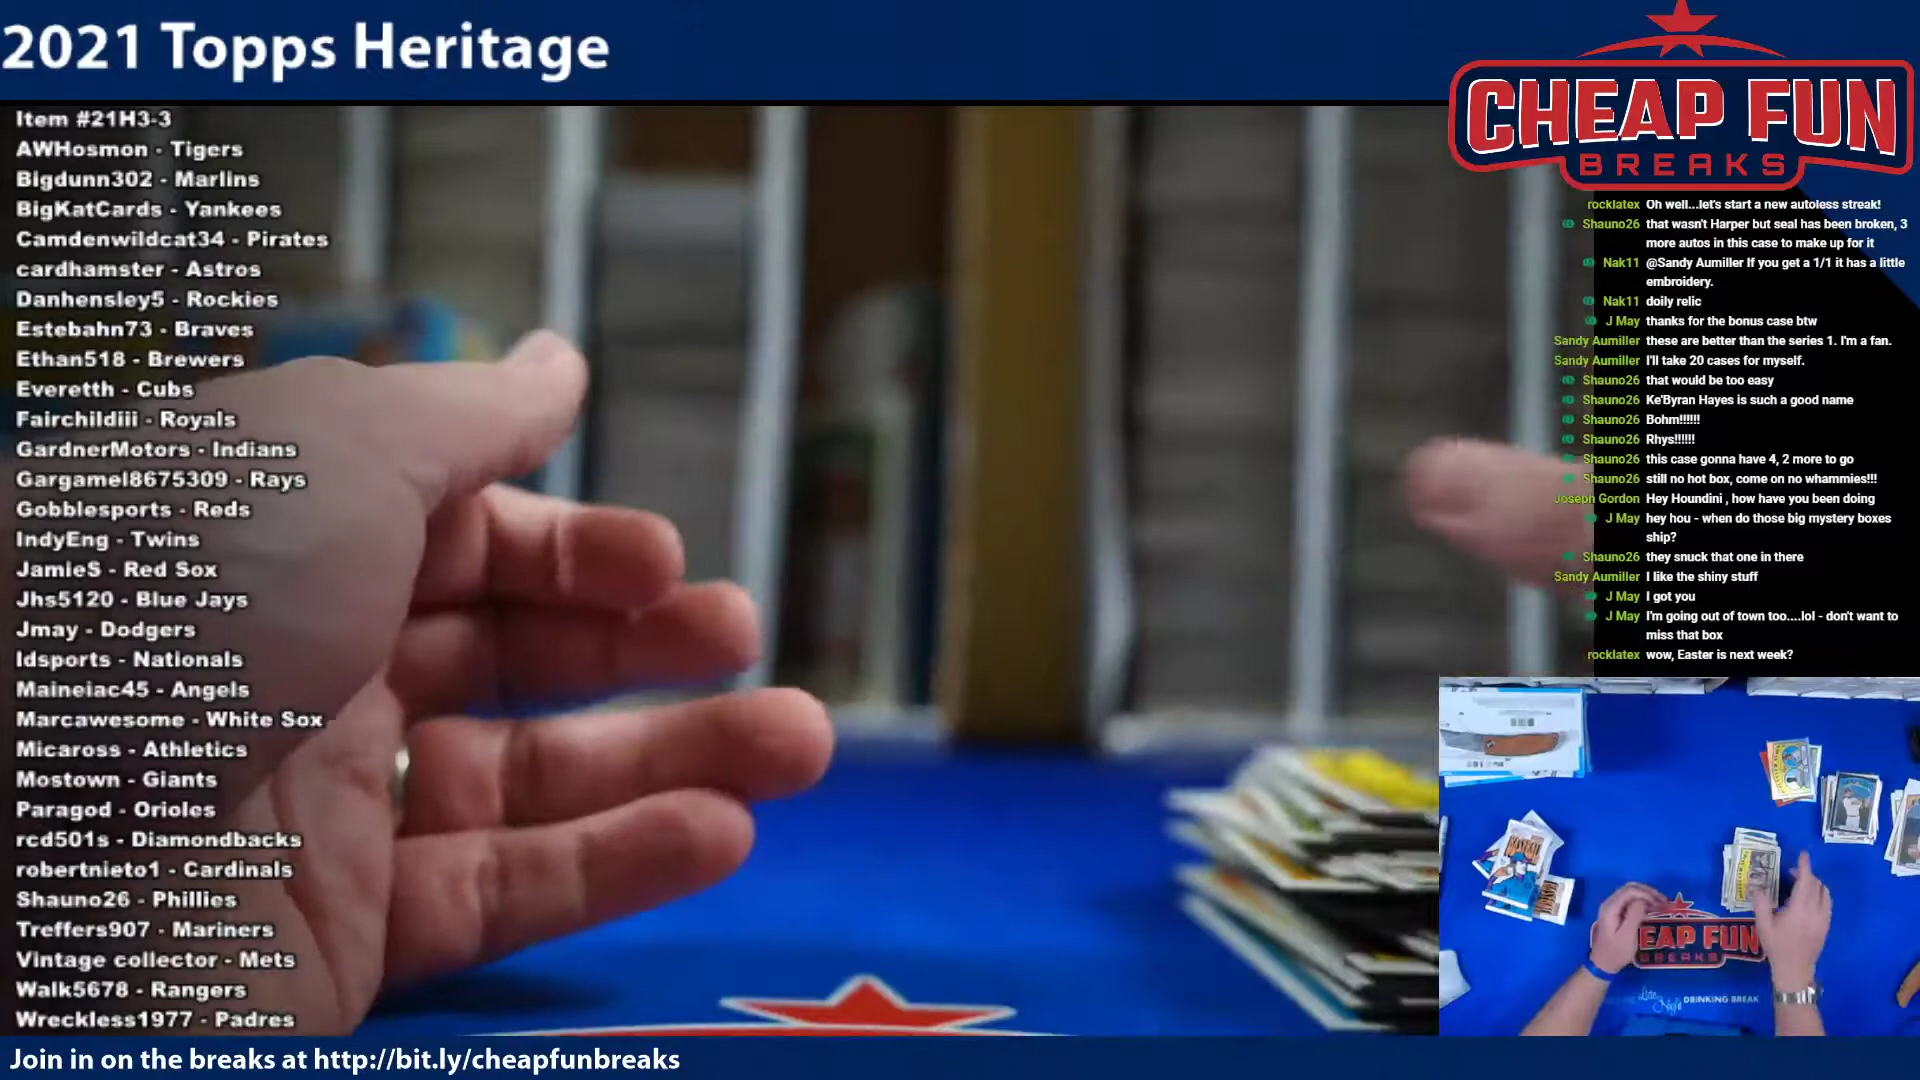 2021 Topps Heritage
CHEAP FUN
BREAKS
Item #21H3-3
AWHosmon - Tigers
Bigdunn302 - Marlins
BigKatCards - Yankees
Camdenwildcat34 - Pirates
cardhamster - Astros
Danhensley5 - Rockies
Estebahn73 - Braves
Ethan518 - Brewers
Everetth - Cubs
Fairchildiii - Royals
GardnerMotors - Indians
Gargamel8675309 - Rays
Gobblesports - Reds
IndyEng - Twins
JamieS - Red Sox
Jhs5120 - Blue Jays
Jmay - Dodgers
ldsports - Nationals
Maineiac45 - Angels
Marcawesome - White Sox
Micaross - Athletics
Mostown - Giants
Paragod - Orioles
rcd501s - Diamondbacks
robertnieto1 - Cardinals
Shauno26 - Phillies
Treffers907 - Mariners
Vintage collector - Mets
Walk5678 - Rangers
Wreckless1977 - Padres
rocklatex Oh well...let's start a new autoless streak!
Shauno26 that wasn't Harper but seal has been broken, 3
more autos in this case to make up for it
Nak11 @Sandy Aumiller If you get a 1/1 it has a little
embroidery.
Nak11 doily relic
J May thanks for the bonus case btw
Sandy Aumiller these are better than the series 1. I'm a fan.
Sandy Aumiller I'll take 20 cases for myself.
Shauno26 that would be too easy
Shauno26 Ke'Byran Hayes is such a good name
Shauno26 Bohm!!!!!!
Shauno26 Rhys!!!!!!
Shauno26 this case gonna have 4, 2 more to go
Shauno26 still no hot box, come on no whammies!!!
Joseph Gordon Hey Houndini , how have you been doing
J May hey hou - when do those big mystery boxes
ship?
Shauno26 they snuck that one in there
Sandy Aumiller I like the shiny stuff
J May I got you
J May I'm going out of town too....lol - don't want to
miss that box
rocklatex wow, Easter is next week?
EAP FUN
BREAKS
Late Night DRINKING BREAK
Join in on the breaks at http://bit.ly/cheapfunbreaks